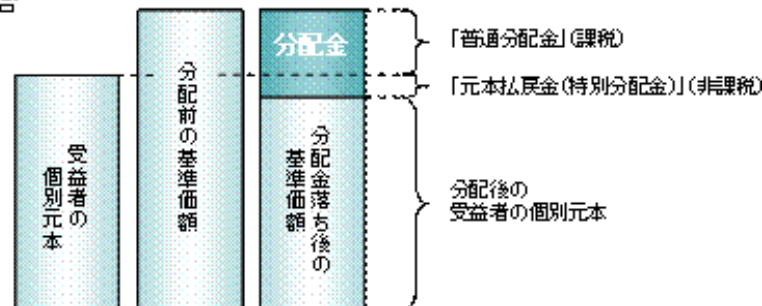 分配金
「普通分配金」(課税)
「元本払戻金(特別分配金)」(非課税)
受益者の
個別元本
分配前の基準価額
分配金落ち後の
基準価額
分配後の
受益者の個別元本